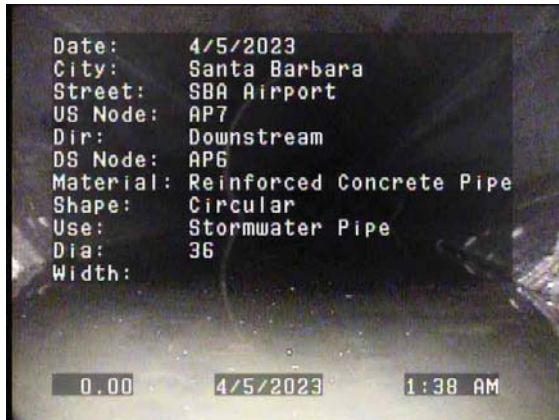 Date: 4/5/2023
City: Santa Barbara
Street: SBA Airport
US Node: AP7
Dir: Downstream
DS Node: AP6
Material: Reinforced Concrete Pipe
Shape: Circular
Use: Stormwater Pipe
Dia: 36
Width:
0.00 4/5/2023 1:38 AM